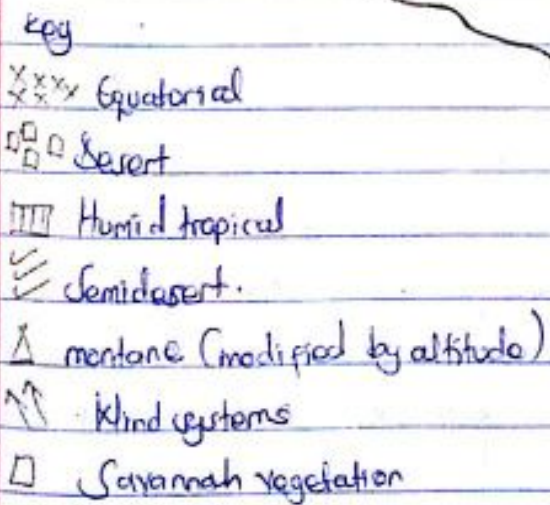 Key
Equatorial
Desert
Humid tropical
Semidesert.
montane (modified by altitude)
Wind systems
Savannah vegetation